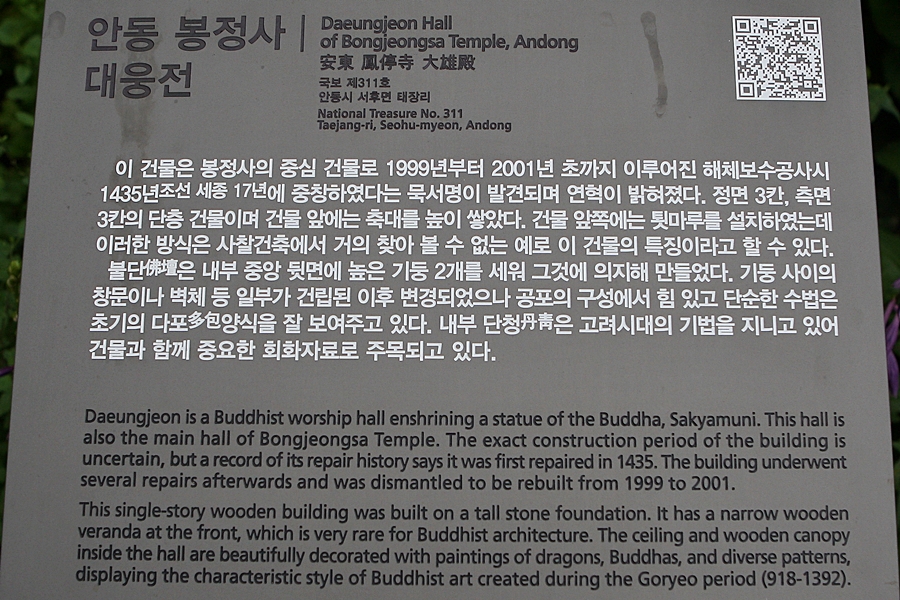 안동 봉정사
대웅전
Daeungjeon Hall
of Bongjeongsa Temple, Andong
安東 鳳停寺 大雄殿
국보 제311호
안동시 서후면 태장리
National Treasure No. 311
Taejang-ri, Seohu-myeon, Andong
이 건물은 봉정사의 중심 건물로 1999년부터 2001년 초까지 이루어진 해체보수공사시
1435년조선 세종 17년에 중창하였다는 묵서명이 발견되며 연혁이 밝혀졌다. 정면 3칸, 측면
3칸의 단층 건물이며 건물 앞에는 축대를 높이 쌓았다. 건물 앞쪽에는 툇마루를 설치하였는데
이러한 방식은 사찰건축에서 거의 찾아 볼 수 없는 예로 이 건물의 특징이라고 할 수 있다.
불단佛壇은 내부 중앙 뒷면에 높은 기둥 2개를 세워 그것에 의지해 만들었다. 기둥 사이의
창문이나 벽체 등 일부가 건립된 이후 변경되었으나 공포의 구성에서 힘 있고 단순한 수법은
초기의 다포多包양식을 잘 보여주고 있다. 내부 단청丹靑은 고려시대의 기법을 지니고 있어
건물과 함께 중요한 회화자료로 주목되고 있다.
Daeungjeon is a Buddhist worship hall enshrining a statue of the Buddha, Sakyamuni. This hall is
also the main hall of Bongjeongsa Temple. The exact construction period of the building is
uncertain, but a record of its repair history says it was first repaired in 1435. The building underwent
several repairs afterwards and was dismantled to be rebuilt from 1999 to 2001.
This single-story wooden building was built on a tall stone foundation. It has a narrow wooden
veranda at the front, which is very rare for Buddhist architecture. The ceiling and wooden canopy
inside the hall are beautifully decorated with paintings of dragons, Buddhas, and diverse patterns,
displaying the characteristic style of Buddhist art created during the Goryeo period (918-1392).